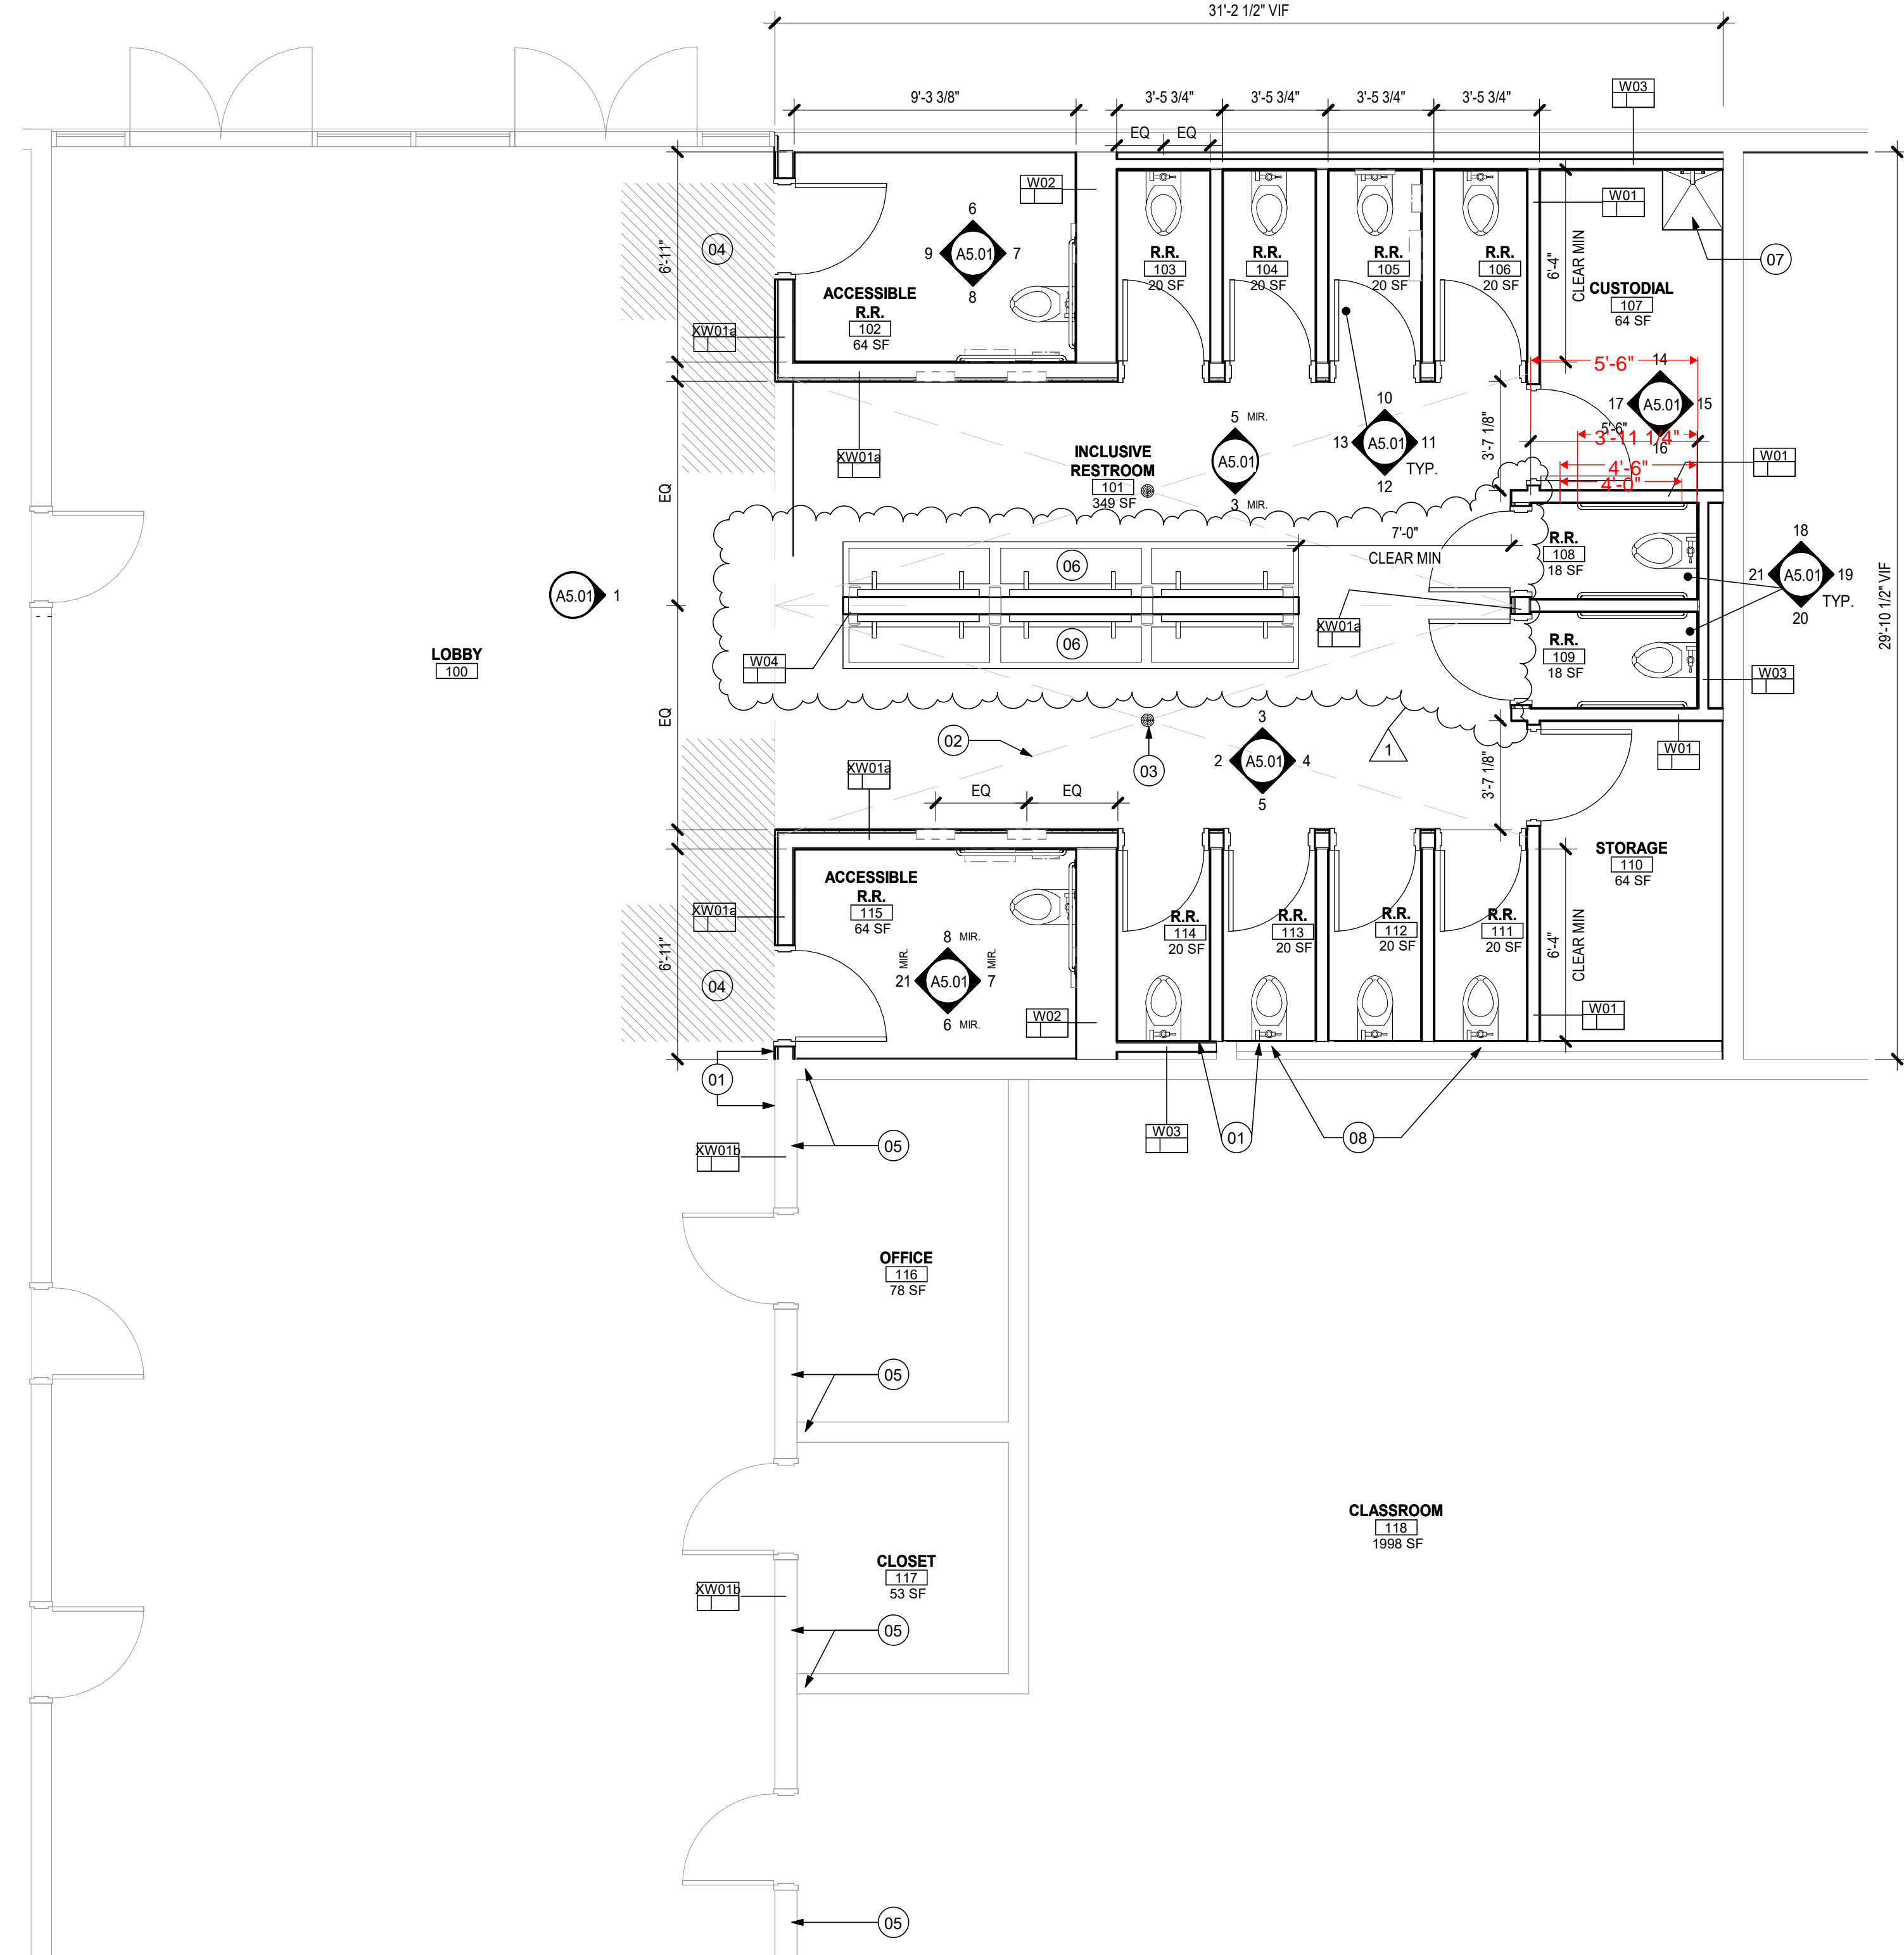 31'-2 1/2" VIF
9'-3 3/8"
3'-5 3/4"
3'-5 3/4"
3'-5 3/4"
3'-5 3/4"
W03
EQ
EQ
W02
W01
6'-11"
04
6
9
A5.01
7
8
ACCESSIBLE
R.R.
102
64 SF
R.R.
103
20 SF
R.R.
104
20 SF
R.R.
105
20 SF
R.R.
106
20 SF
6'-4"
CLEAR MIN
CUSTODIAL
107
64 SF
07
XW01a
5'-6"
14
17
A5.01
15
16
5'-6"
3'-11 1/4"
4'-6"
4'-0"
W01
XW01a
INCLUSIVE
RESTROOM
101
349 SF
5 MIR.
A5.01
3 MIR.
10
13
A5.01
11
TYP.
12
3'-7 1/8"
EQ
7'-0"
CLEAR MIN
06
R.R.
108
18 SF
18
21
A5.01
19
TYP.
20
29'-10 1/2" VIF
A5.01
1
LOBBY
100
W04
06
XW01a
R.R.
109
18 SF
W03
EQ
02
03
3
2
A5.01
4
5
1
3'-7 1/8"
W01
XW01a
EQ
EQ
STORAGE
110
64 SF
ACCESSIBLE
R.R.
115
64 SF
XW01a
6'-11"
04
8 MIR.
MIR.
21
A5.01
7
MIR.
6 MIR.
R.R.
114
20 SF
R.R.
113
20 SF
R.R.
112
20 SF
R.R.
111
20 SF
6'-4"
CLEAR MIN
W02
W01
01
05
XW01b
W03
01
08
OFFICE
116
78 SF
05
CLASSROOM
118
1998 SF
CLOSET
117
53 SF
XW01b
05
05